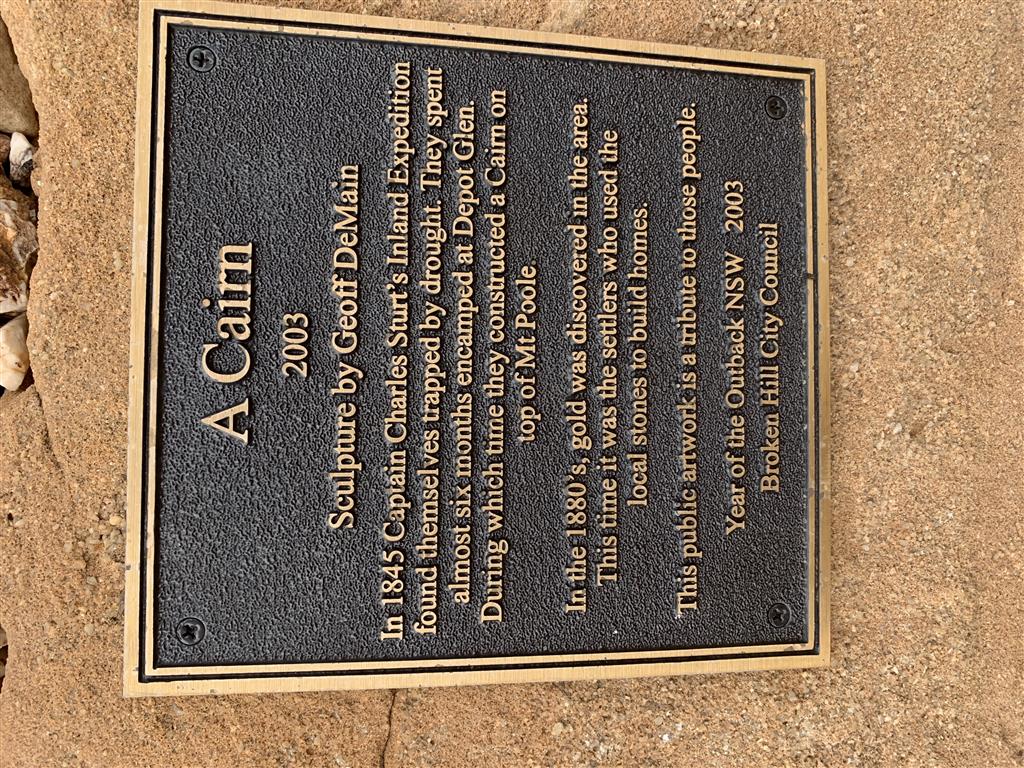 A Cairn
2003
Sculpture by Geoff DeMain
In 1845 Captain Charles Sturt's Inland Expedition
found themselves trapped by drought. They spent
almost six months encamped at Depot Glen.
During which time they constructed a Cairn on
top of Mt Poole.
In the 1880's, gold was discovered in the area.
This time it was the settlers who used the
local stones to build homes.
This public artwork is a tribute to those people.
Year of the Outback NSW 2003
Broken Hill City Council